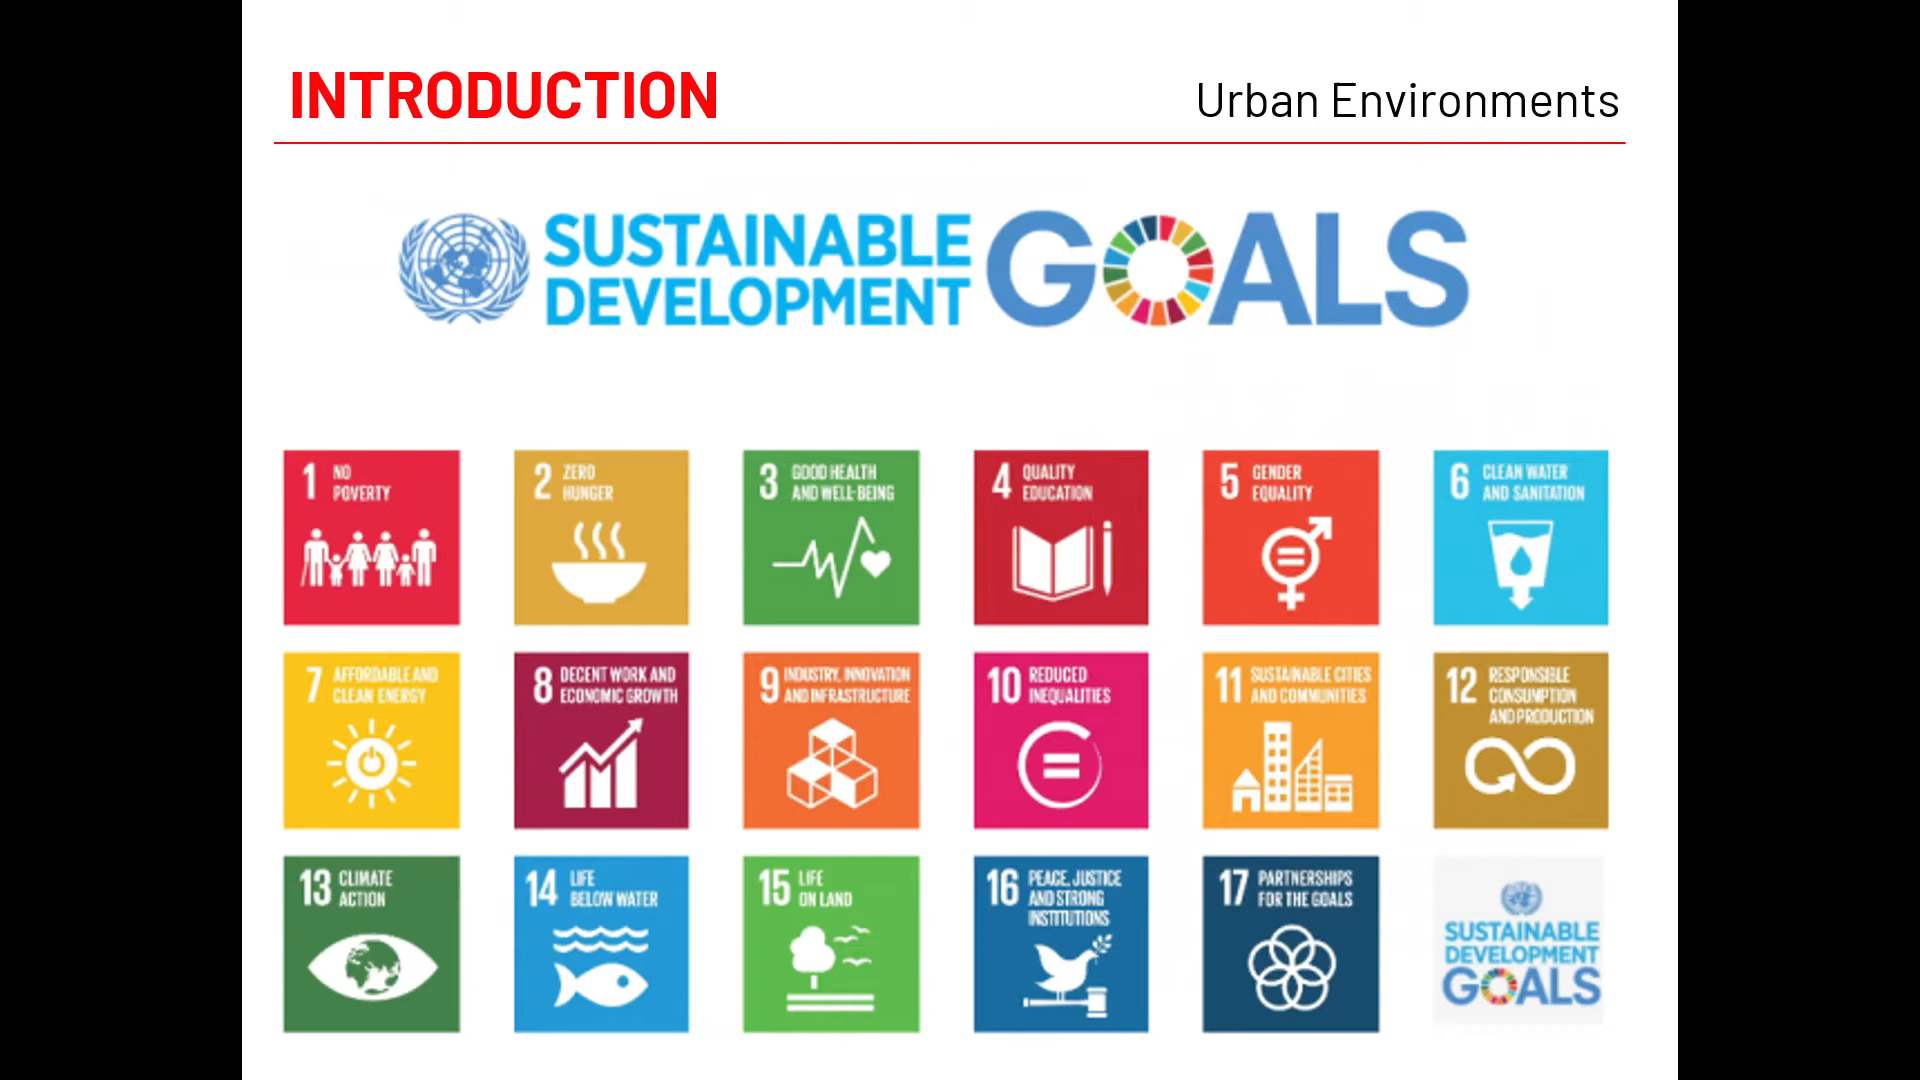 INTRODUCTION
Urban Environments
SUSTAINABLE
DEVELOPMENT
GOALS
1 NO
POVERTY
2 ZERO
HUNGER
3 GOOD HEALTH
AND WELL-BEING
4 QUALITY
EDUCATION
5 GENDER
EQUALITY
6 CLEAN WATER
AND SANITATION
7 AFFORDABLE AND
CLEAN ENERGY
8 DECENT WORK AND
ECONOMIC GROWTH
9 INDUSTRY, INNOVATION
AND INFRASTRUCTURE
10 REDUCED
INEQUALITIES
11 SUSTAINABLE CITIES
AND COMMUNITIES
12 RESPONSIBLE
CONSUMPTION
AND PRODUCTION
13 CLIMATE
ACTION
14 LIFE
BELOW WATER
15 LIFE
ON LAND
16 PEACE, JUSTICE
AND STRONG
INSTITUTIONS
17 PARTNERSHIPS
FOR THE GOALS
SUSTAINABLE
DEVELOPMENT
GOALS